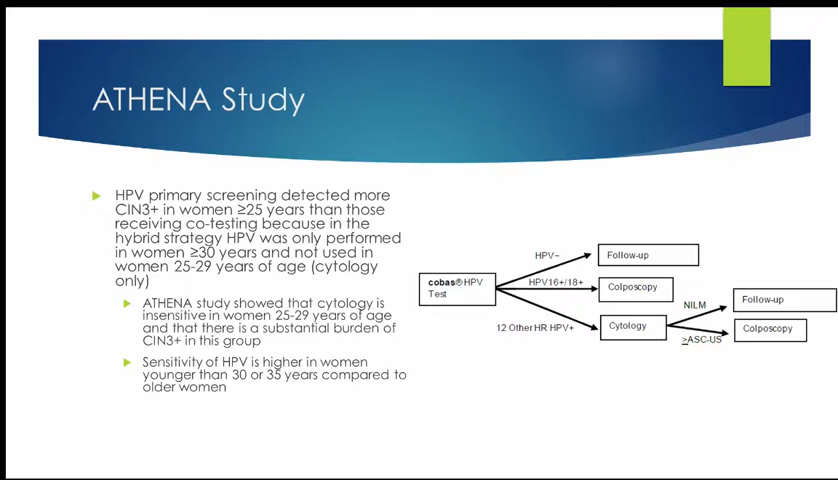 ATHENA Study
HPV primary screening detected more
CIN3+ in women ≥25 years than those
receiving co-testing because in the
hybrid strategy HPV was only performed
in women ≥30 years and not used in
women 25-29 years of age (cytology
only)
ATHENA study showed that cytology is
insensitive in women 25-29 years of age
and that there is a substantial burden of
CIN3+ in this group
Sensitivity of HPV is higher in women
younger than 30 or 35 years compared to
older women
cobas® HPV
Test
HPV−
Follow-up
HPV16+/18+
Colposcopy
12 Other HR HPV+
Cytology
NILM
Follow-up
≥ASC-US
Colposcopy